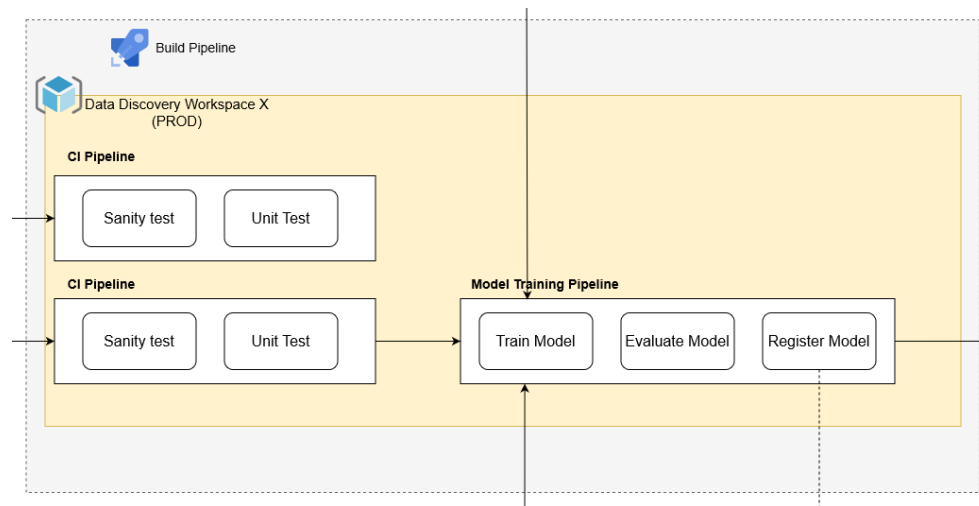 Build Pipeline
Data Discovery Workspace X
(PROD)
CI Pipeline
Sanity test
Unit Test
CI Pipeline
Sanity test
Unit Test
Model Training Pipeline
Train Model
Evaluate Model
Register Model